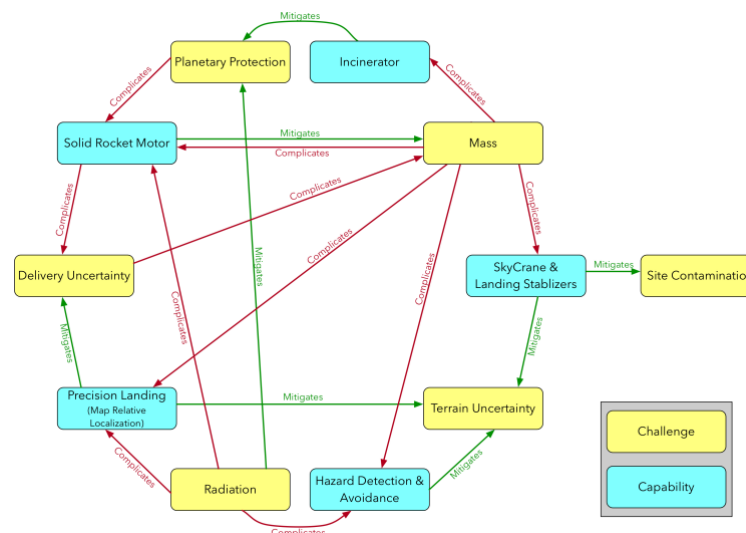 Mitigates
Planetary Protection
Incinerator
Complicates
Complicates
Solid Rocket Motor
Mitigates
Complicates
Mass
Complicates
Complicates
Complicates
Delivery Uncertainty
Complicates
Mitigates
Complicates
Complicates
SkyCrane &
Landing Stablizers
Mitigates
Site Contamination
Mitigates
Mitigates
Precision Landing
(Map Relative
Localization)
Mitigates
Terrain Uncertainty
Complicates
Radiation
Hazard Detection &
Avoidance
Mitigates
Complicates
Challenge
Capability